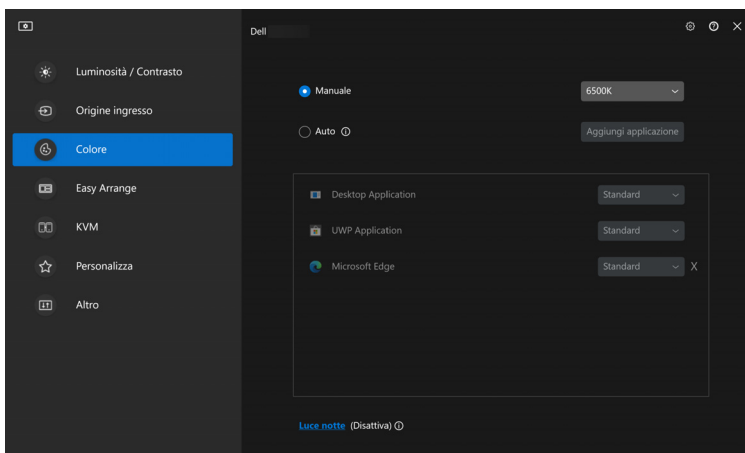 Dell
Luminosità / Contrasto
Origine ingresso
Colore
Easy Arrange
KVM
Personalizza
Altro
Manuale
6500K
Auto
Aggiungi applicazione
Desktop Application
Standard
UWP Application
Standard
Microsoft Edge
Standard
X
Luce notte (Disattiva)